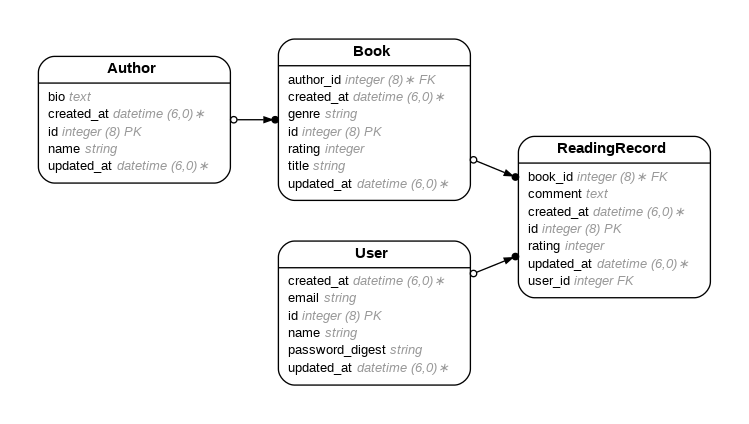 Author
bio text
created_at datetime (6,0)∗
id integer (8) PK
name string
updated_at datetime (6,0)∗
Book
author_id integer (8)∗ FK
created_at datetime (6,0)∗
genre string
id integer (8) PK
rating integer
title string
updated_at datetime (6,0)∗
ReadingRecord
book_id integer (8)∗ FK
comment text
created_at datetime (6,0)∗
id integer (8) PK
rating integer
updated_at datetime (6,0)∗
user_id integer FK
User
created_at datetime (6,0)∗
email string
id integer (8) PK
name string
password_digest string
updated_at datetime (6,0)∗